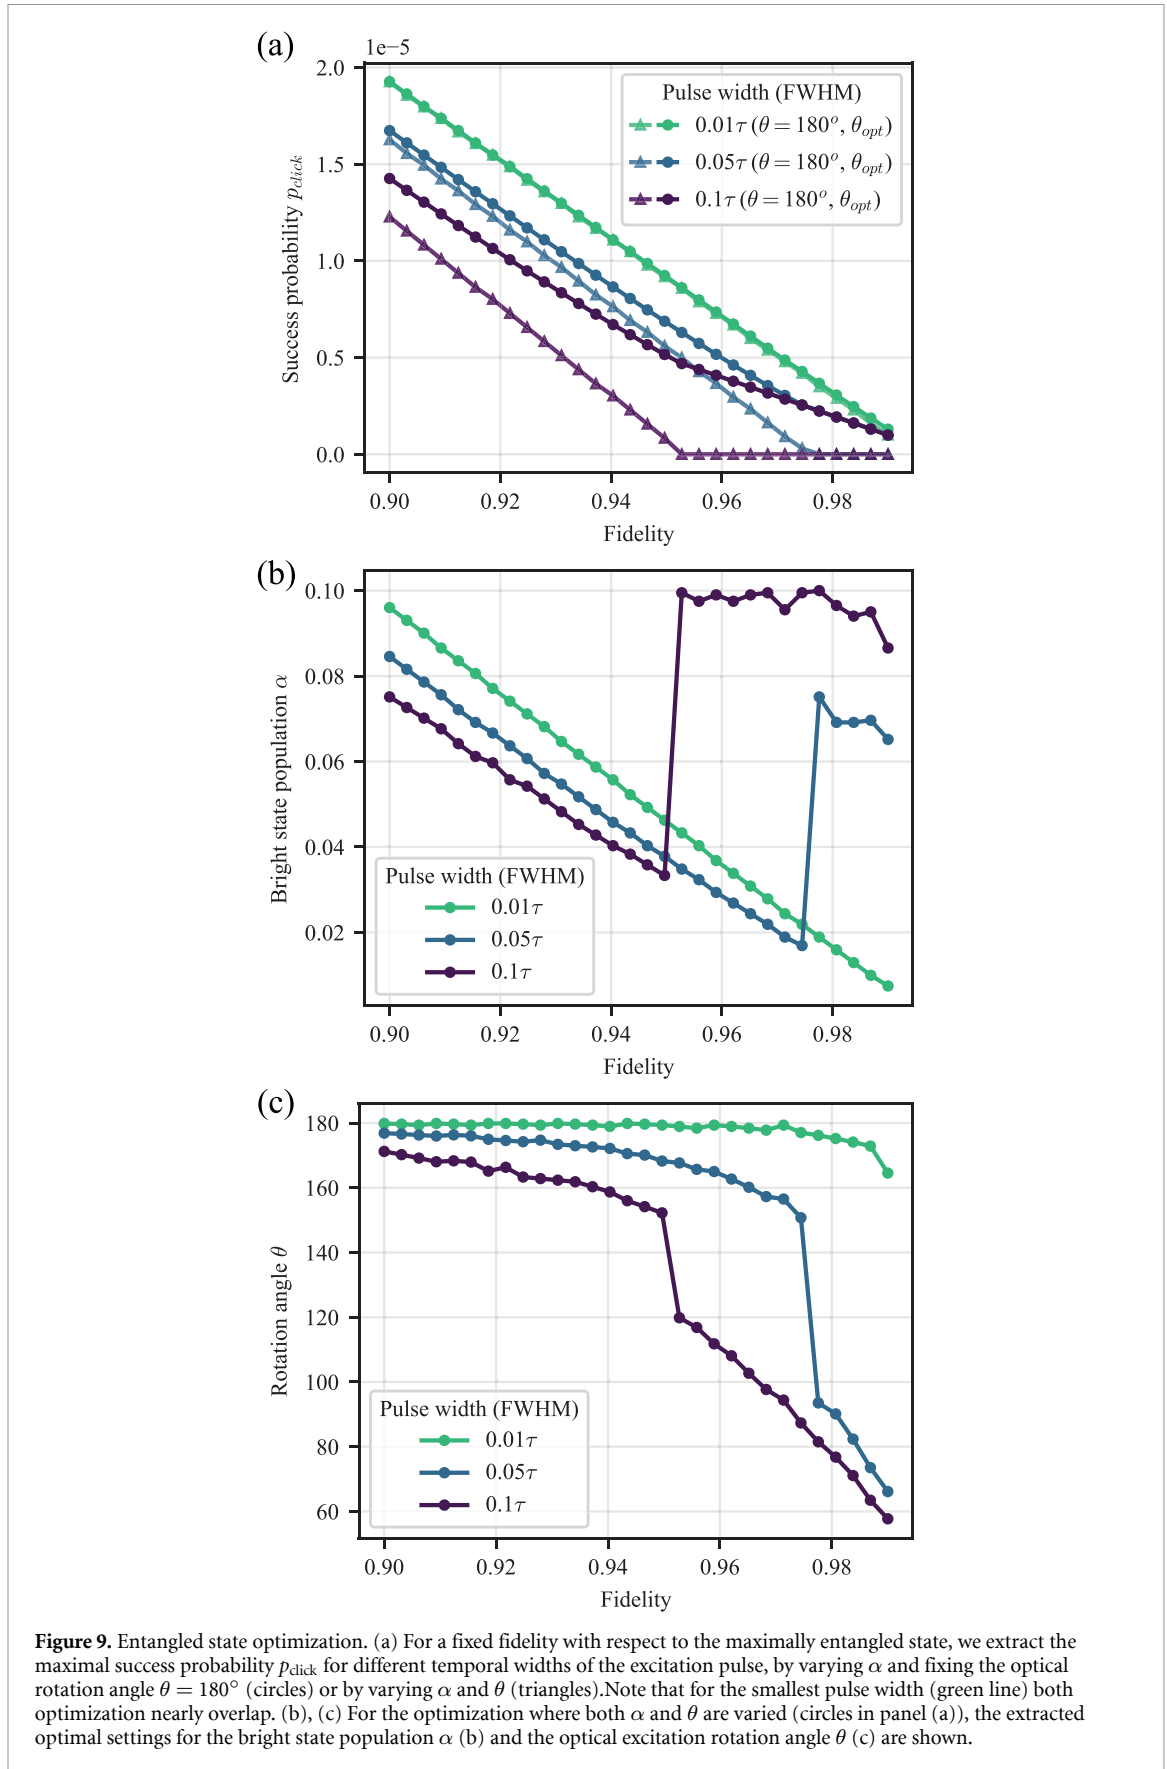 (a)
1e−5
2.0
1.5
1.0
0.5
0.0
Success probability p_click
Pulse width (FWHM)
0.01τ (θ = 180°, θ_opt)
0.05τ (θ = 180°, θ_opt)
0.1τ (θ = 180°, θ_opt)
0.90 0.92 0.94 0.96 0.98
Fidelity
(b)
0.10
0.08
0.06
0.04
0.02
Bright state population α
Pulse width (FWHM)
0.01τ
0.05τ
0.1τ
0.90 0.92 0.94 0.96 0.98
Fidelity
(c)
180
160
140
120
100
80
60
Rotation angle θ
Pulse width (FWHM)
0.01τ
0.05τ
0.1τ
0.90 0.92 0.94 0.96 0.98
Fidelity
Figure 9. Entangled state optimization. (a) For a fixed fidelity with respect to the maximally entangled state, we extract the
maximal success probability p_click for different temporal widths of the excitation pulse, by varying α and fixing the optical
rotation angle θ = 180° (circles) or by varying α and θ (triangles).Note that for the smallest pulse width (green line) both
optimization nearly overlap. (b), (c) For the optimization where both α and θ are varied (circles in panel (a)), the extracted
optimal settings for the bright state population α (b) and the optical excitation rotation angle θ (c) are shown.